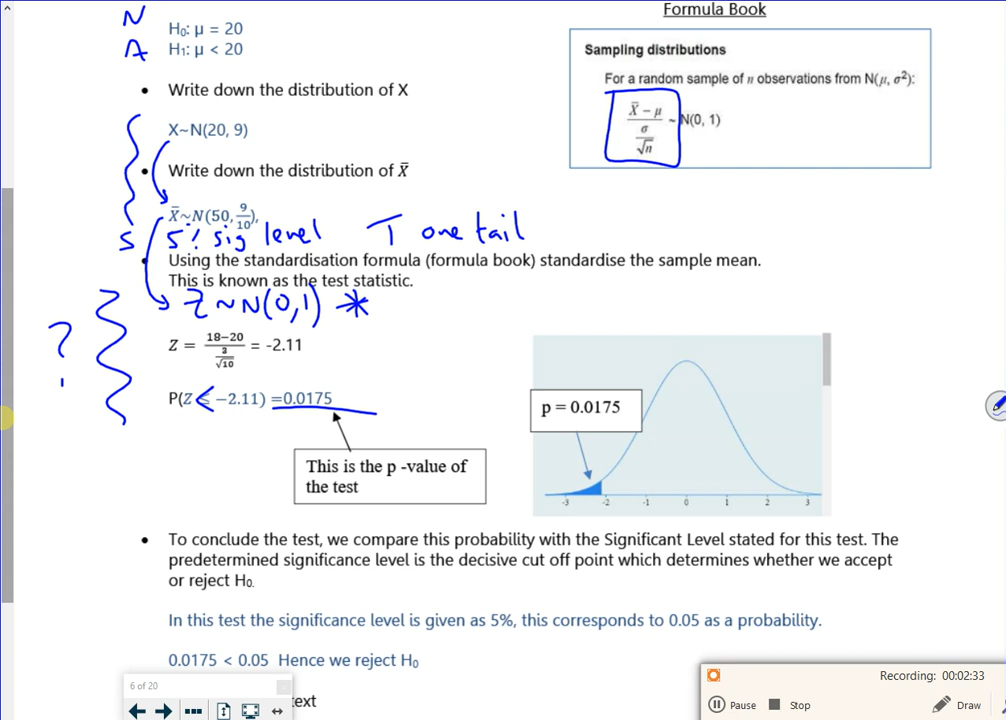 N
H₀: μ = 20
A
H₁: μ < 20
• Write down the distribution of X
X~N(20, 9)
• Write down the distribution of X̄
X̄~N(50, 9/10),
S 5% sig level T one tail
• Using the standardisation formula (formula book) standardise the sample mean.
This is known as the test statistic.
Z ~ N(0,1) *
Z = (18−20)/(3/√10) = -2.11
?
P(Z < −2.11) =0.0175
This is the p -value of
the test
Formula Book
Sampling distributions
For a random sample of n observations from N(μ, σ²):
(X̄ − μ)/(σ/√n) ~ N(0, 1)
p = 0.0175
-3 -2 -1 0 1 2 3
• To conclude the test, we compare this probability with the Significant Level stated for this test. The
predetermined significance level is the decisive cut off point which determines whether we accept
or reject H₀.
In this test the significance level is given as 5%, this corresponds to 0.05 as a probability.
0.0175 < 0.05 Hence we reject H₀
text
6 of 20
Recording: 00:02:33
Pause Stop Draw